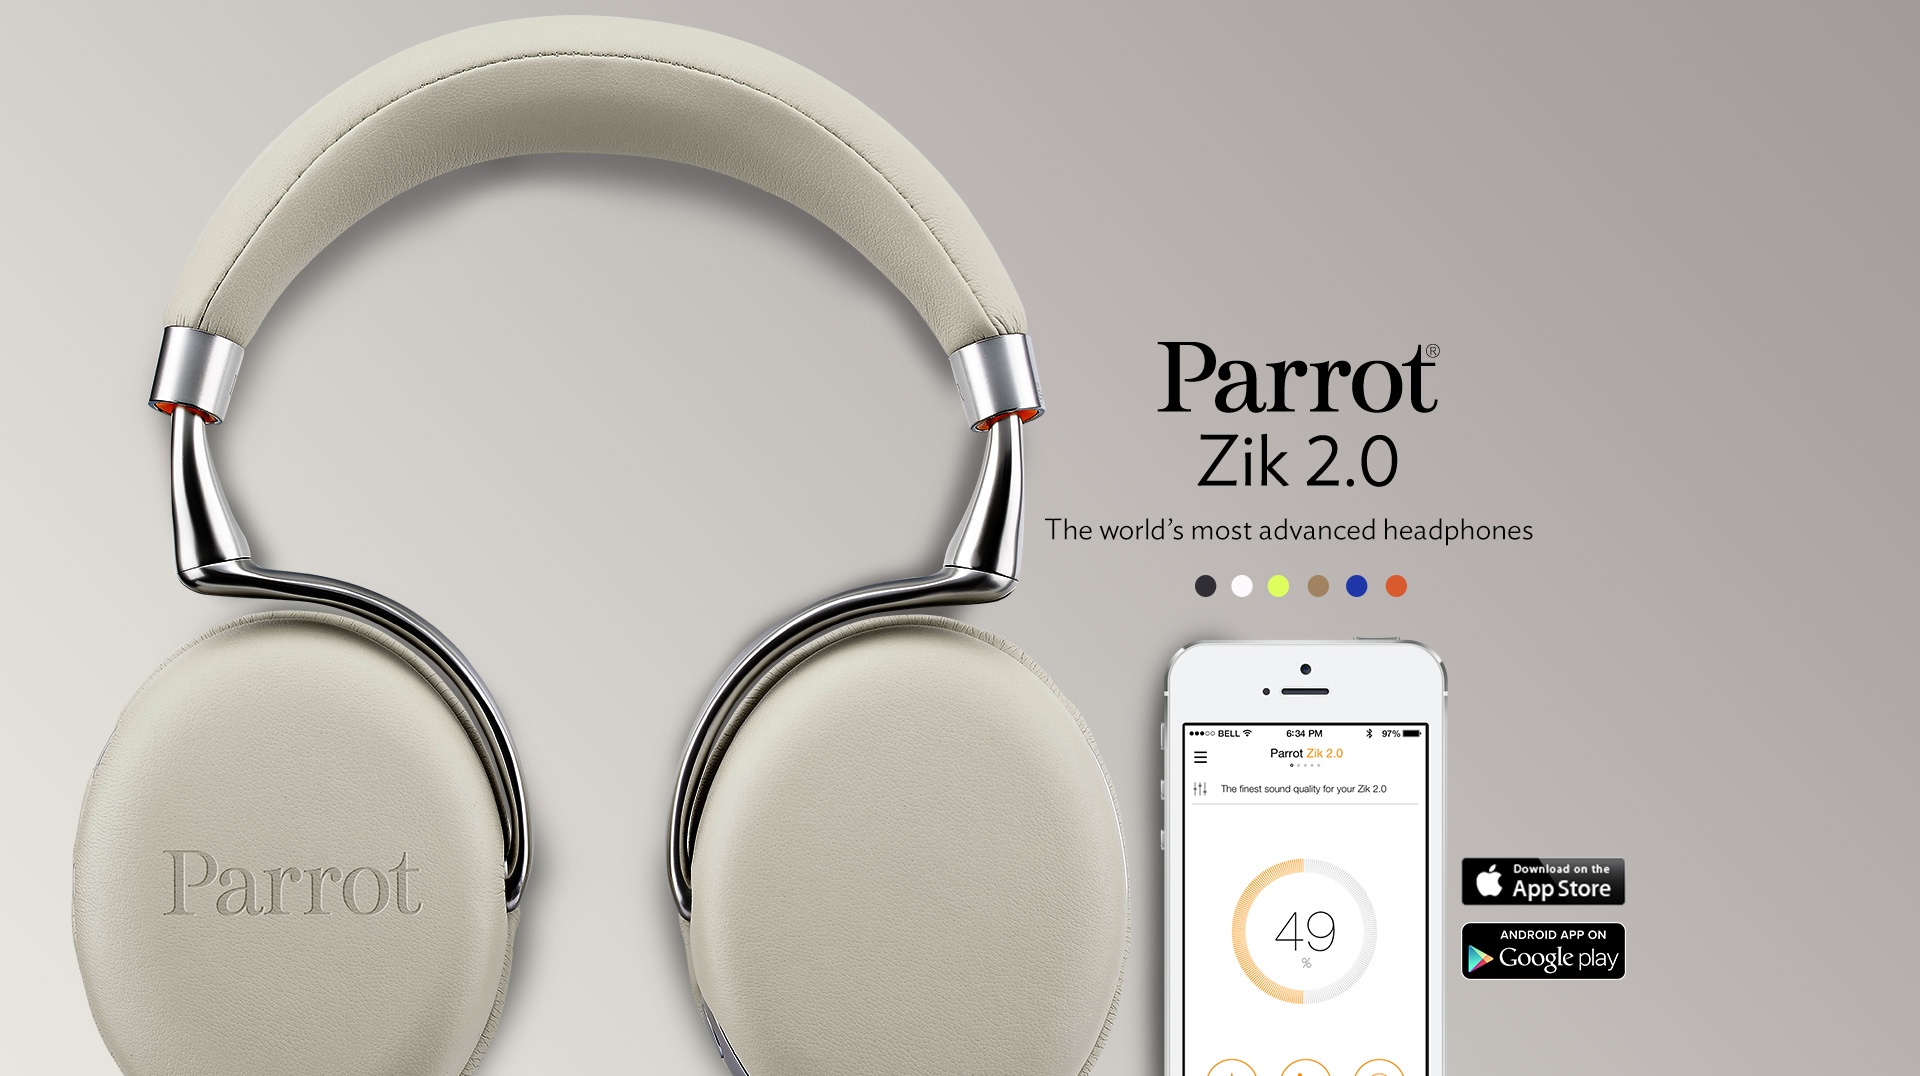 Parrot®
Zik 2.0
The world's most advanced headphones
BELL
6:34 PM
97%
Parrot Zik 2.0
The finest sound quality for your Zik 2.0
49
%
Parrot
Download on the
App Store
ANDROID APP ON
Google play